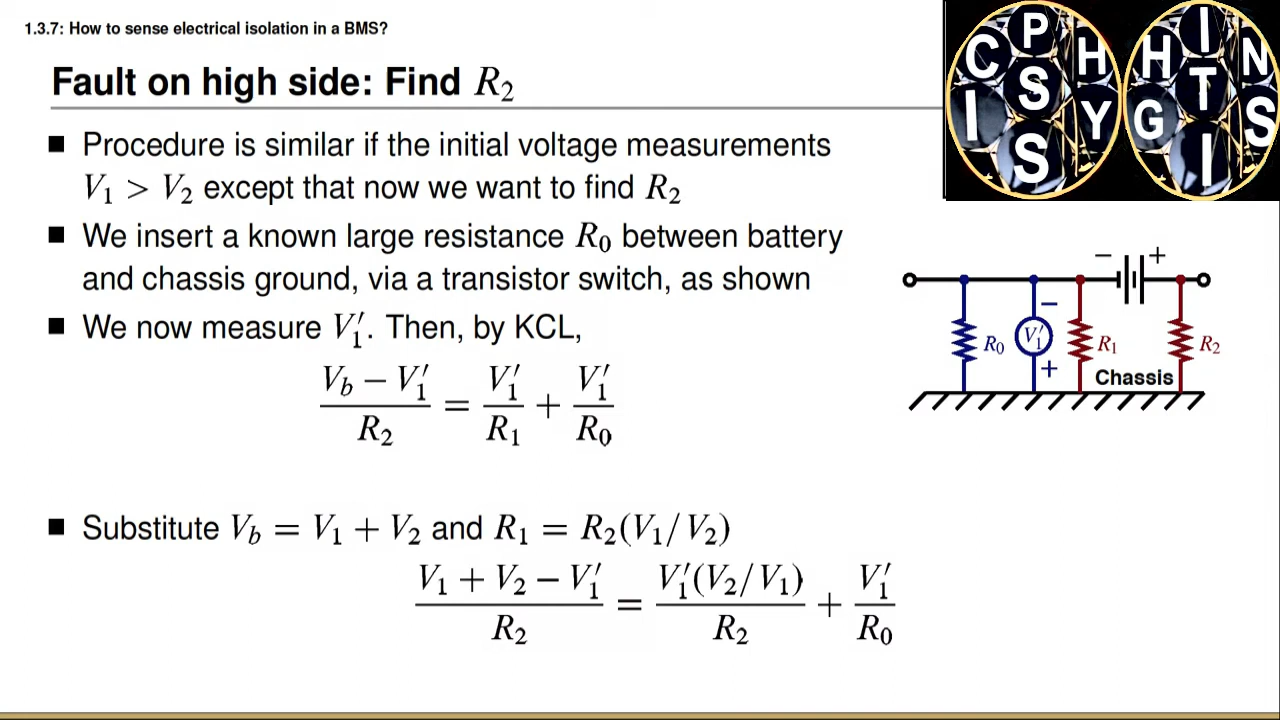 1.3.7: How to sense electrical isolation in a BMS?
Fault on high side: Find R₂
■ Procedure is similar if the initial voltage measurements
V₁ > V₂ except that now we want to find R₂
■ We insert a known large resistance R₀ between battery
and chassis ground, via a transistor switch, as shown
■ We now measure V₁′. Then, by KCL,
(V_b − V₁′)/R₂ = V₁′/R₁ + V₁′/R₀
■ Substitute V_b = V₁ + V₂ and R₁ = R₂(V₁/V₂)
(V₁ + V₂ − V₁′)/R₂ = V₁′(V₂/V₁)/R₂ + V₁′/R₀
C P H
I S Y
S
H I N
G T S
I
− +
−
R₀ V₁′ R₁ R₂
+
Chassis